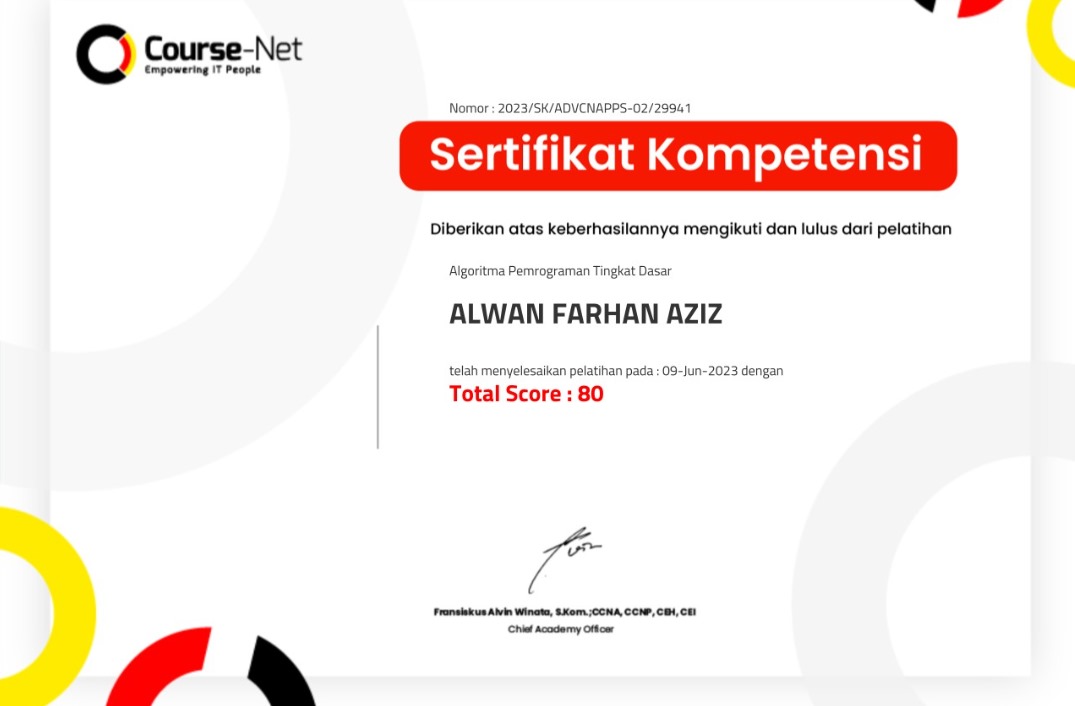 Course-Net
Empowering IT People
Nomor : 2023/SK/ADVCNAPPS-02/29941
Sertifikat Kompetensi
Diberikan atas keberhasilannya mengikuti dan lulus dari pelatihan
Algoritma Pemrograman Tingkat Dasar
ALWAN FARHAN AZIZ
telah menyelesaikan pelatihan pada : 09-Jun-2023 dengan
Total Score : 80
Fransiskus Alvin Winata, S.Kom.;CCNA, CCNP, CEH, CEI
Chief Academy Officer